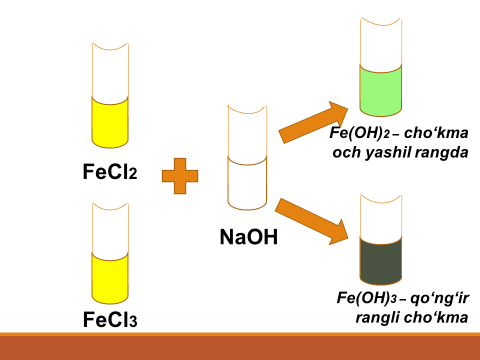 FeCl2
FeCl3
NaOH
Fe(OH)2 – cho‘kma
och yashil rangda
Fe(OH)3 – qo‘ng‘ir
rangli cho‘kma